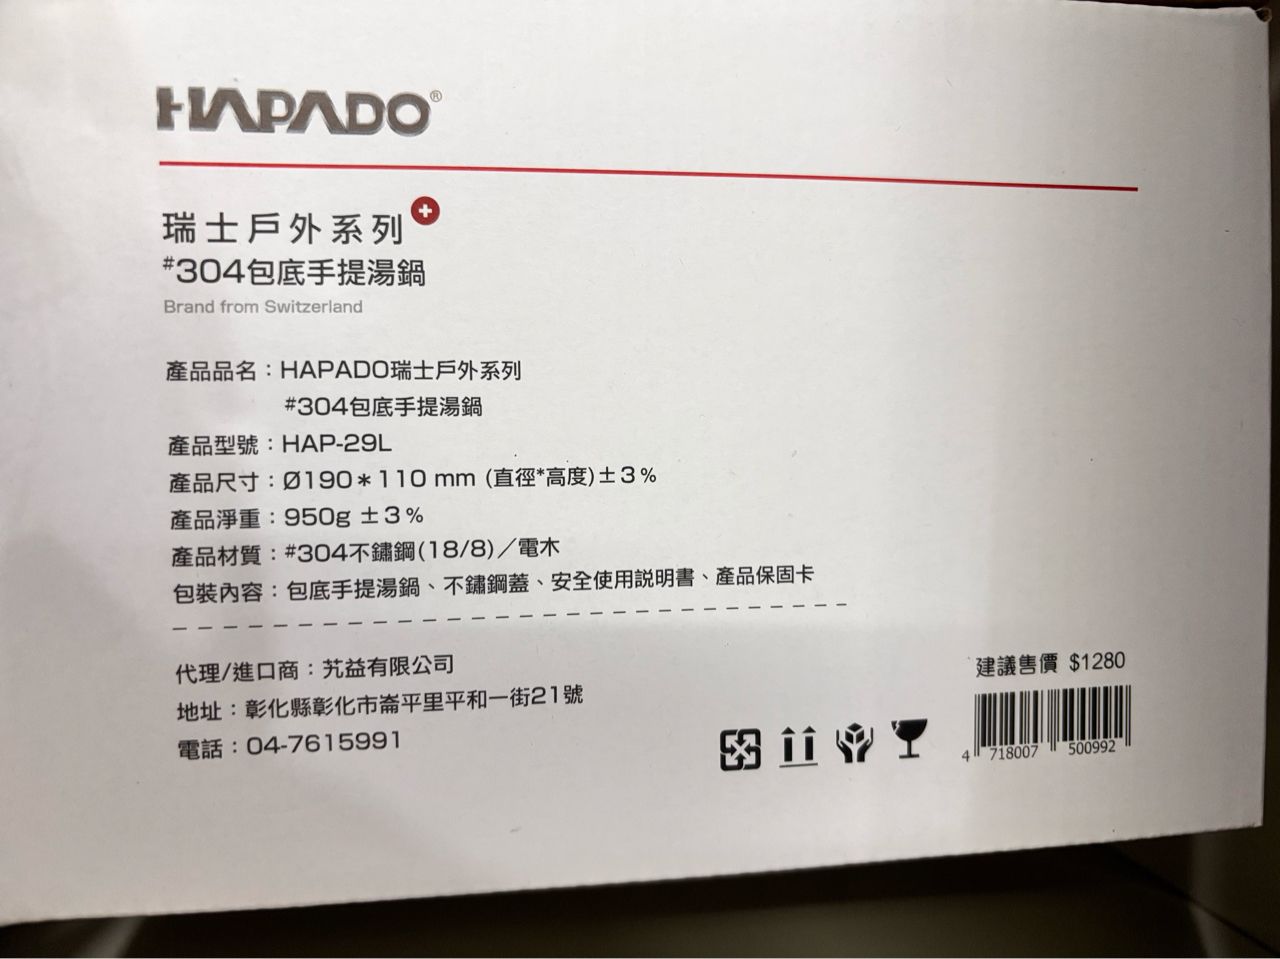 HAPADO®
瑞士戶外系列
#304包底手提湯鍋
Brand from Switzerland
產品品名：HAPADO瑞士戶外系列
#304包底手提湯鍋
產品型號：HAP-29L
產品尺寸：Ø190＊110 mm (直徑*高度)±3%
產品淨重：950g ±3%
產品材質：#304不鏽鋼(18/8)／電木
包裝內容：包底手提湯鍋、不鏽鋼蓋、安全使用說明書、產品保固卡
代理/進口商：艽益有限公司
地址：彰化縣彰化市崙平里平和一街21號
電話：04-7615991
建議售價 $1280
4 718007 500992